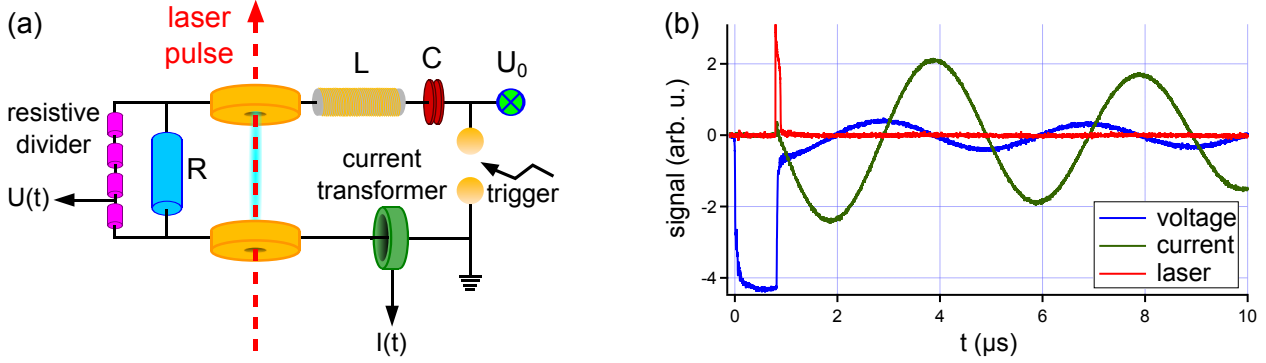 (a)
laser
pulse
L
C
U₀
resistive
divider
R
current
transformer
trigger
U(t)
I(t)
(b)
signal (arb. u.)
2
0
-2
-4
voltage
current
laser
0
2
4
6
8
10
t (μs)